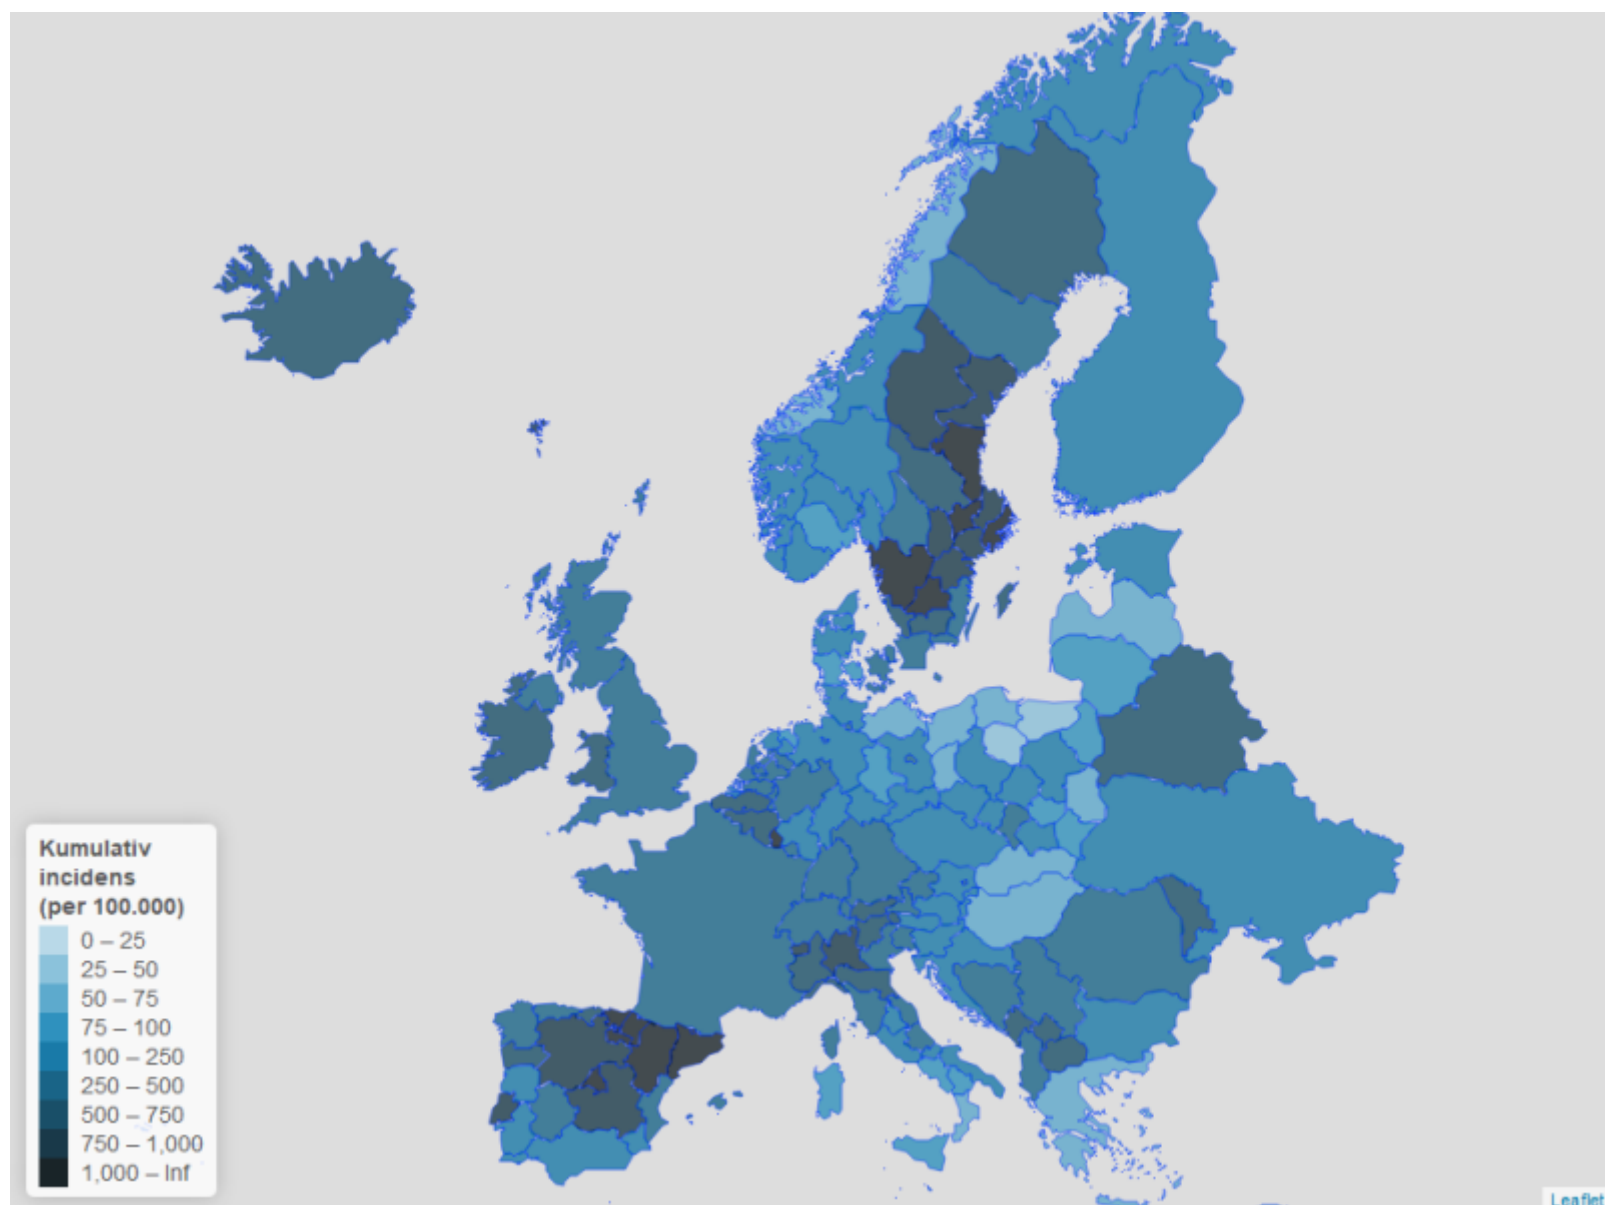 Kumulativ
incidens
(per 100.000)
0 – 25
25 – 50
50 – 75
75 – 100
100 – 250
250 – 500
500 – 750
750 – 1,000
1,000 – Inf
Leaflet